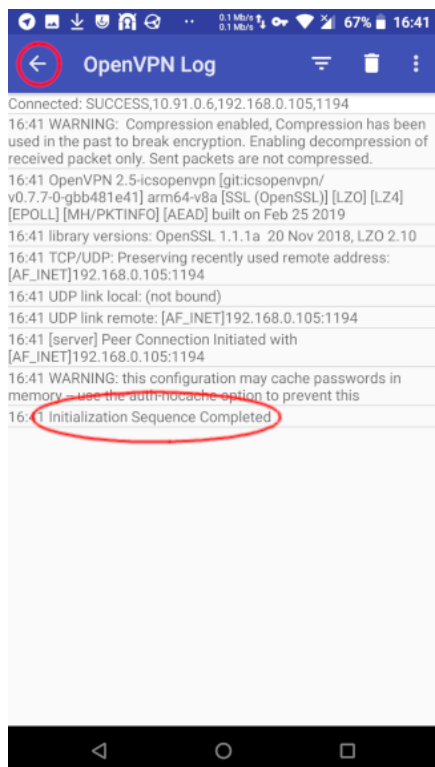 0.1 Mb/s
0.1 Mb/s
67%
16:41
OpenVPN Log
Connected: SUCCESS,10.91.0.6,192.168.0.105,1194
16:41 WARNING: Compression enabled, Compression has been
used in the past to break encryption. Enabling decompression of
received packet only. Sent packets are not compressed.
16:41 OpenVPN 2.5-icsopenvpn [git:icsopenvpn/
v0.7.7-0-gbb481e41] arm64-v8a [SSL (OpenSSL)] [LZO] [LZ4]
[EPOLL] [MH/PKTINFO] [AEAD] built on Feb 25 2019
16:41 library versions: OpenSSL 1.1.1a 20 Nov 2018, LZO 2.10
16:41 TCP/UDP: Preserving recently used remote address:
[AF_INET]192.168.0.105:1194
16:41 UDP link local: (not bound)
16:41 UDP link remote: [AF_INET]192.168.0.105:1194
16:41 [server] Peer Connection Initiated with
[AF_INET]192.168.0.105:1194
16:41 WARNING: this configuration may cache passwords in
memory -- use the auth-nocache option to prevent this
16:41 Initialization Sequence Completed